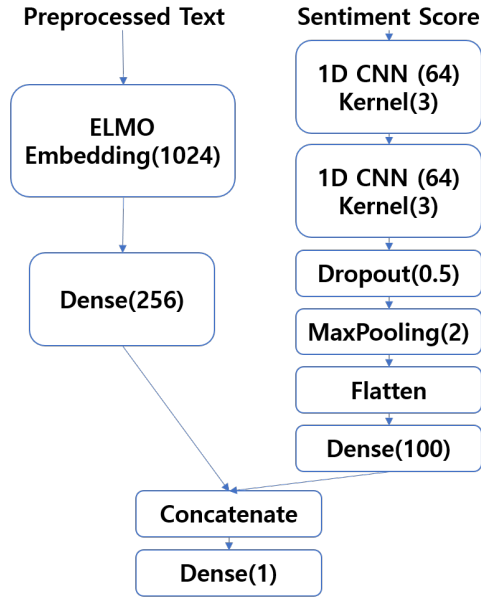 Preprocessed Text
ELMO
Embedding(1024)
Dense(256)
Sentiment Score
1D CNN (64)
Kernel(3)
1D CNN (64)
Kernel(3)
Dropout(0.5)
MaxPooling(2)
Flatten
Dense(100)
Concatenate
Dense(1)